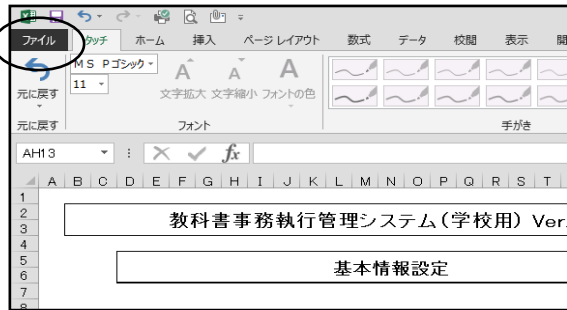 ファイル タッチ ホーム 挿入 ページ レイアウト 数式 データ 校閲 表示 開
MS Pゴシック
11
A A A
元に戻す 文字拡大 文字縮小 フォントの色
元に戻す フォント 手がき
AH13 fx
A B C D E F G H I J K L M N O P Q R S T
1
2
教科書事務執行管理システム(学校用) Ver.
3
4
5
基本情報設定
6
7
8